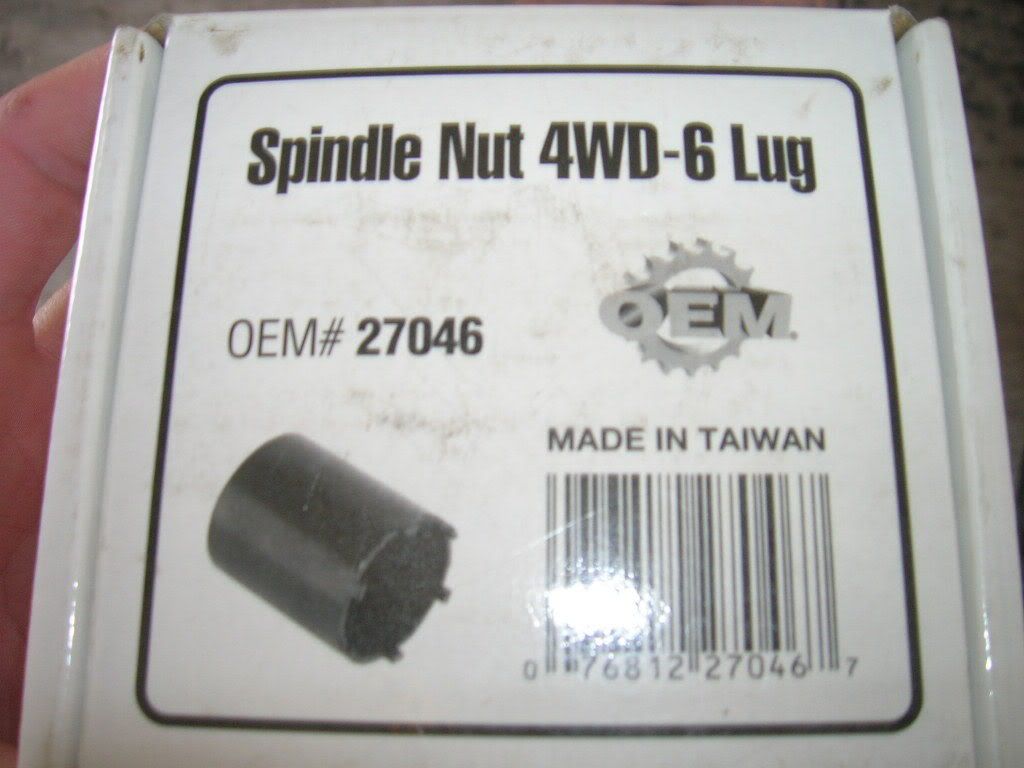 Spindle Nut 4WD-6 Lug
OEM# 27046
OEM
MADE IN TAIWAN
0 76812 27046 7